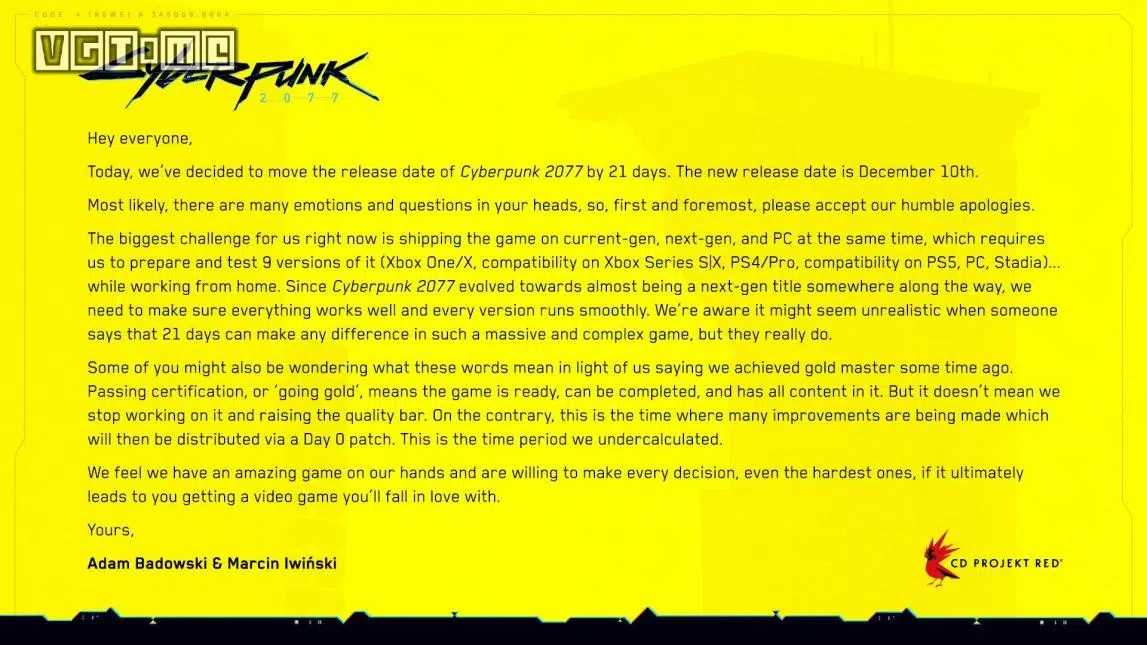 CODE + [NEWS] A 345009.8664
VGTIME
CYBERPUNK
2077
Hey everyone,
Today, we've decided to move the release date of Cyberpunk 2077 by 21 days. The new release date is December 10th.
Most likely, there are many emotions and questions in your heads, so, first and foremost, please accept our humble apologies.
The biggest challenge for us right now is shipping the game on current-gen, next-gen, and PC at the same time, which requires
us to prepare and test 9 versions of it (Xbox One/X, compatibility on Xbox Series S|X, PS4/Pro, compatibility on PS5, PC, Stadia)...
while working from home. Since Cyberpunk 2077 evolved towards almost being a next-gen title somewhere along the way, we
need to make sure everything works well and every version runs smoothly. We're aware it might seem unrealistic when someone
says that 21 days can make any difference in such a massive and complex game, but they really do.
Some of you might also be wondering what these words mean in light of us saying we achieved gold master some time ago.
Passing certification, or 'going gold', means the game is ready, can be completed, and has all content in it. But it doesn't mean we
stop working on it and raising the quality bar. On the contrary, this is the time where many improvements are being made which
will then be distributed via a Day 0 patch. This is the time period we undercalculated.
We feel we have an amazing game on our hands and are willing to make every decision, even the hardest ones, if it ultimately
leads to you getting a video game you'll fall in love with.
Yours,
Adam Badowski & Marcin Iwiński
CD PROJEKT RED®